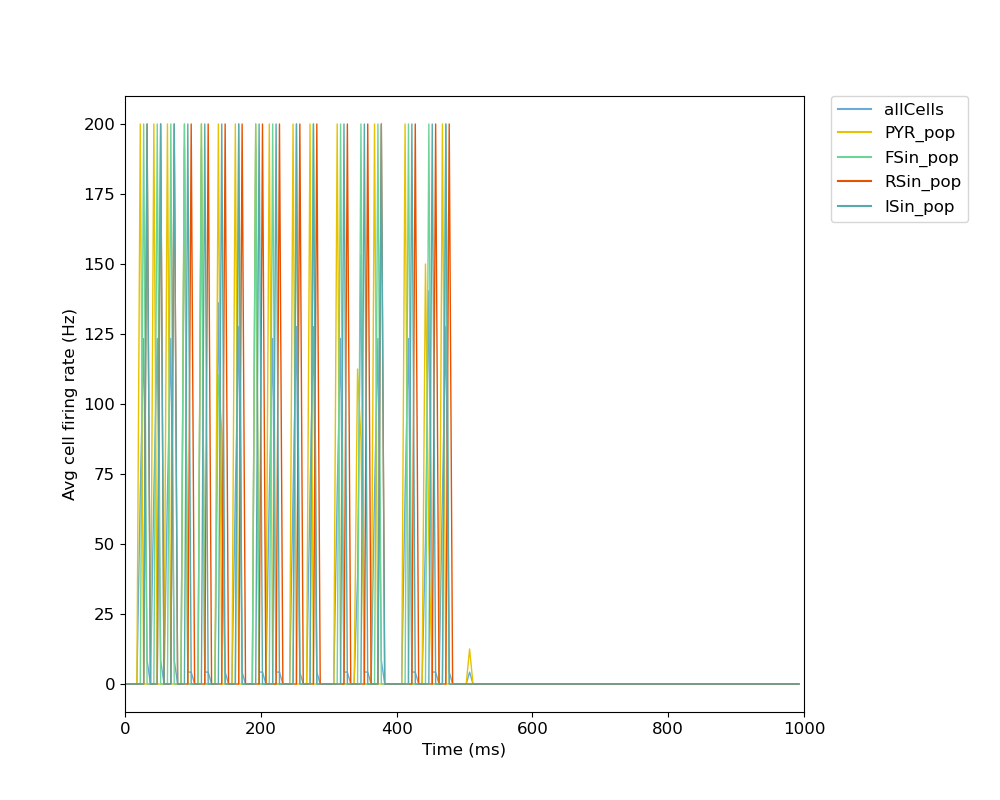 200
175
150
125
100
75
50
25
0
Avg cell firing rate (Hz)
0 200 400 600 800 1000
Time (ms)
allCells
PYR_pop
FSin_pop
RSin_pop
ISin_pop